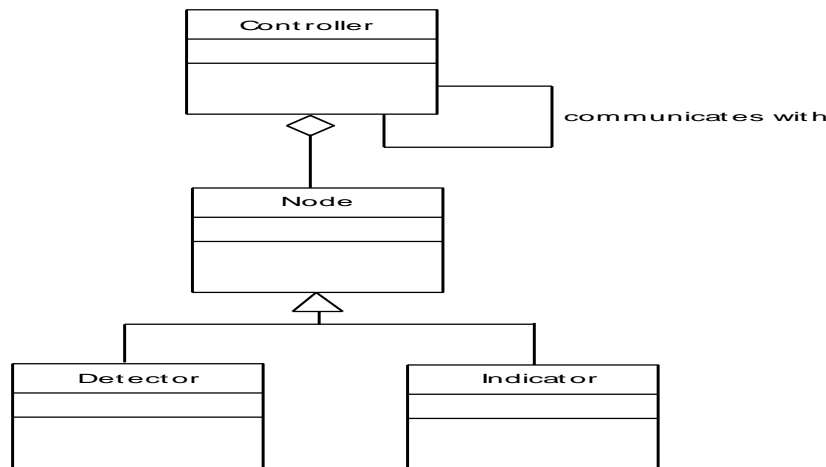 Controller
communicates with
Node
Detector
Indicator